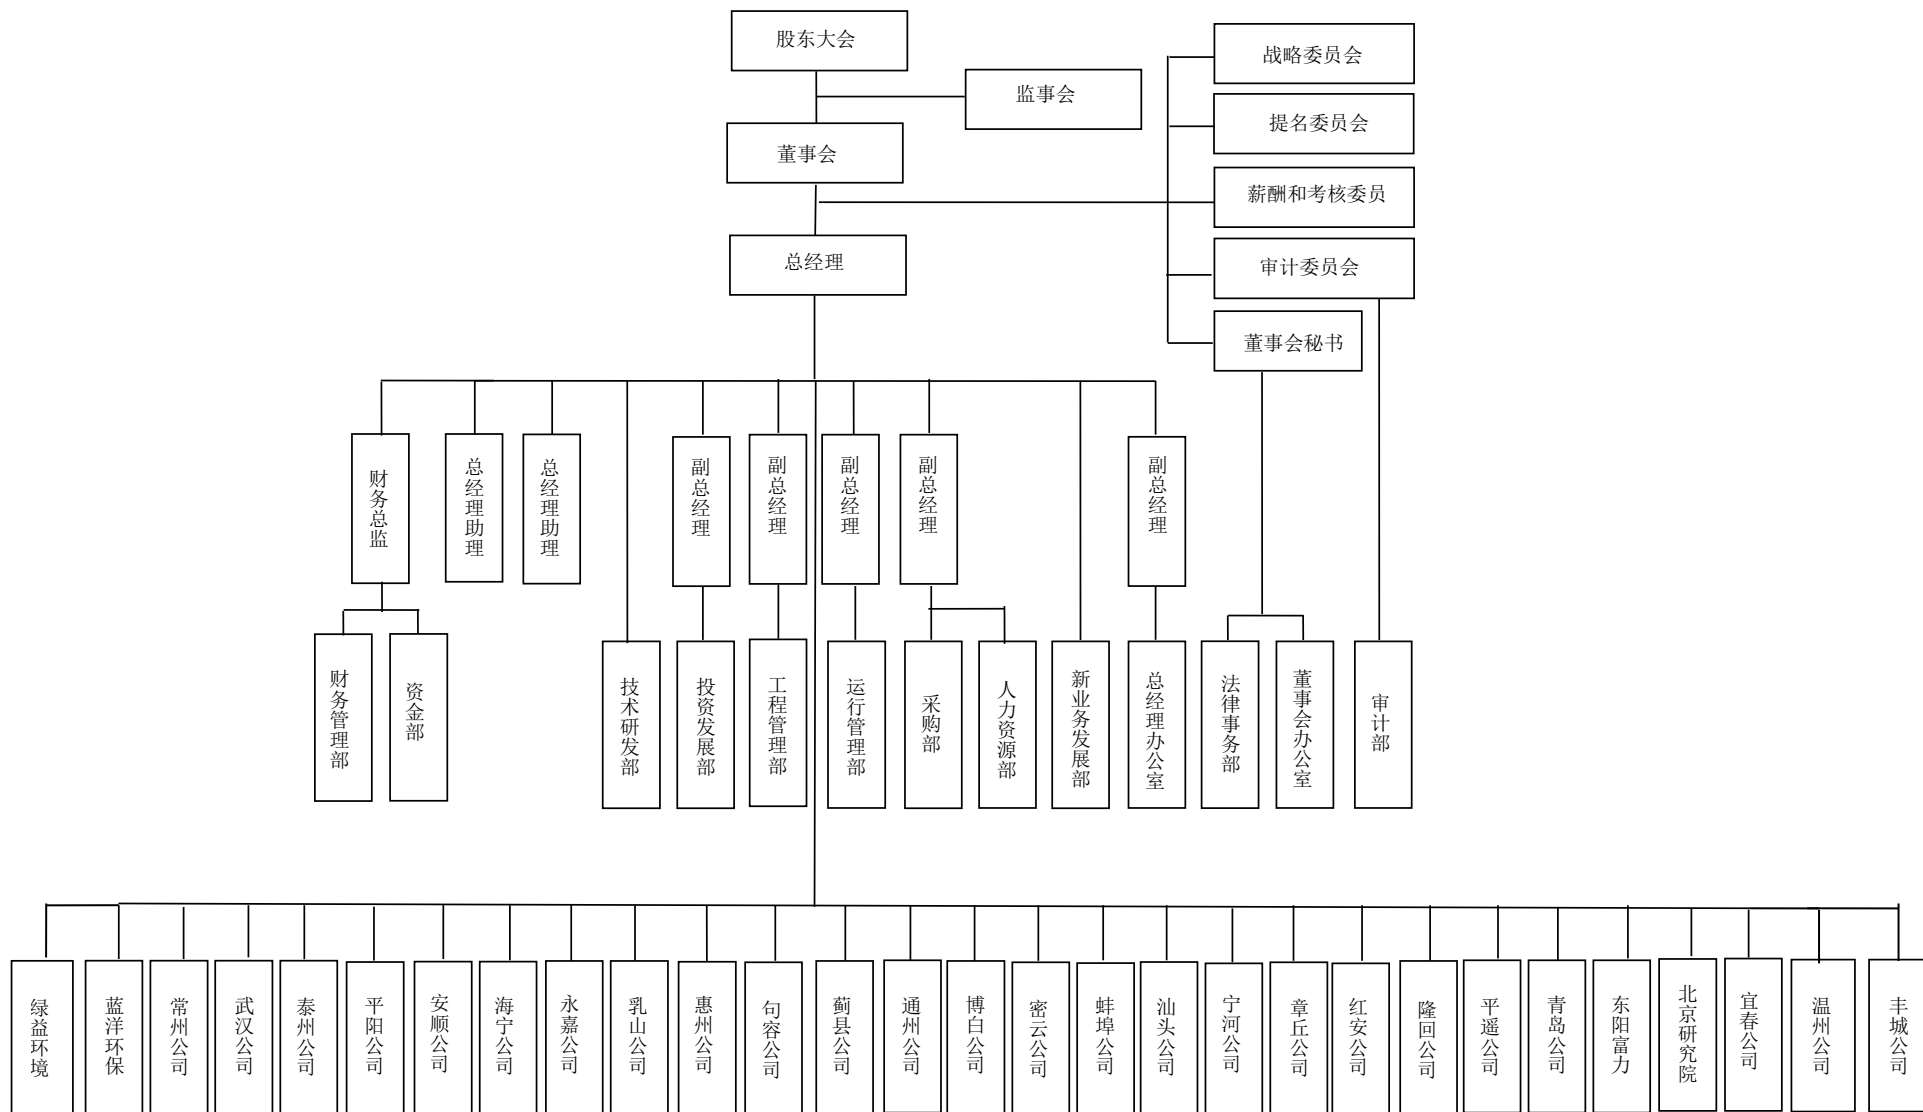 股东大会
战略委员会
监事会
提名委员会
董事会
薪酬和考核委员
总经理
审计委员会
董事会秘书
财务总监
总经理助理
总经理助理
副总经理
副总经理
副总经理
副总经理
副总经理
财务管理部
资金部
技术研发部
投资发展部
工程管理部
运行管理部
采购部
人力资源部
新业务发展部
总经理办公室
法律事务部
董事会办公室
审计部
绿益环境
蓝洋环保
常州公司
武汉公司
泰州公司
平阳公司
安顺公司
海宁公司
永嘉公司
乳山公司
惠州公司
句容公司
蓟县公司
通州公司
博白公司
密云公司
蚌埠公司
汕头公司
宁河公司
章丘公司
红安公司
隆回公司
平遥公司
青岛公司
东阳富力
北京研究院
宜春公司
温州公司
丰城公司